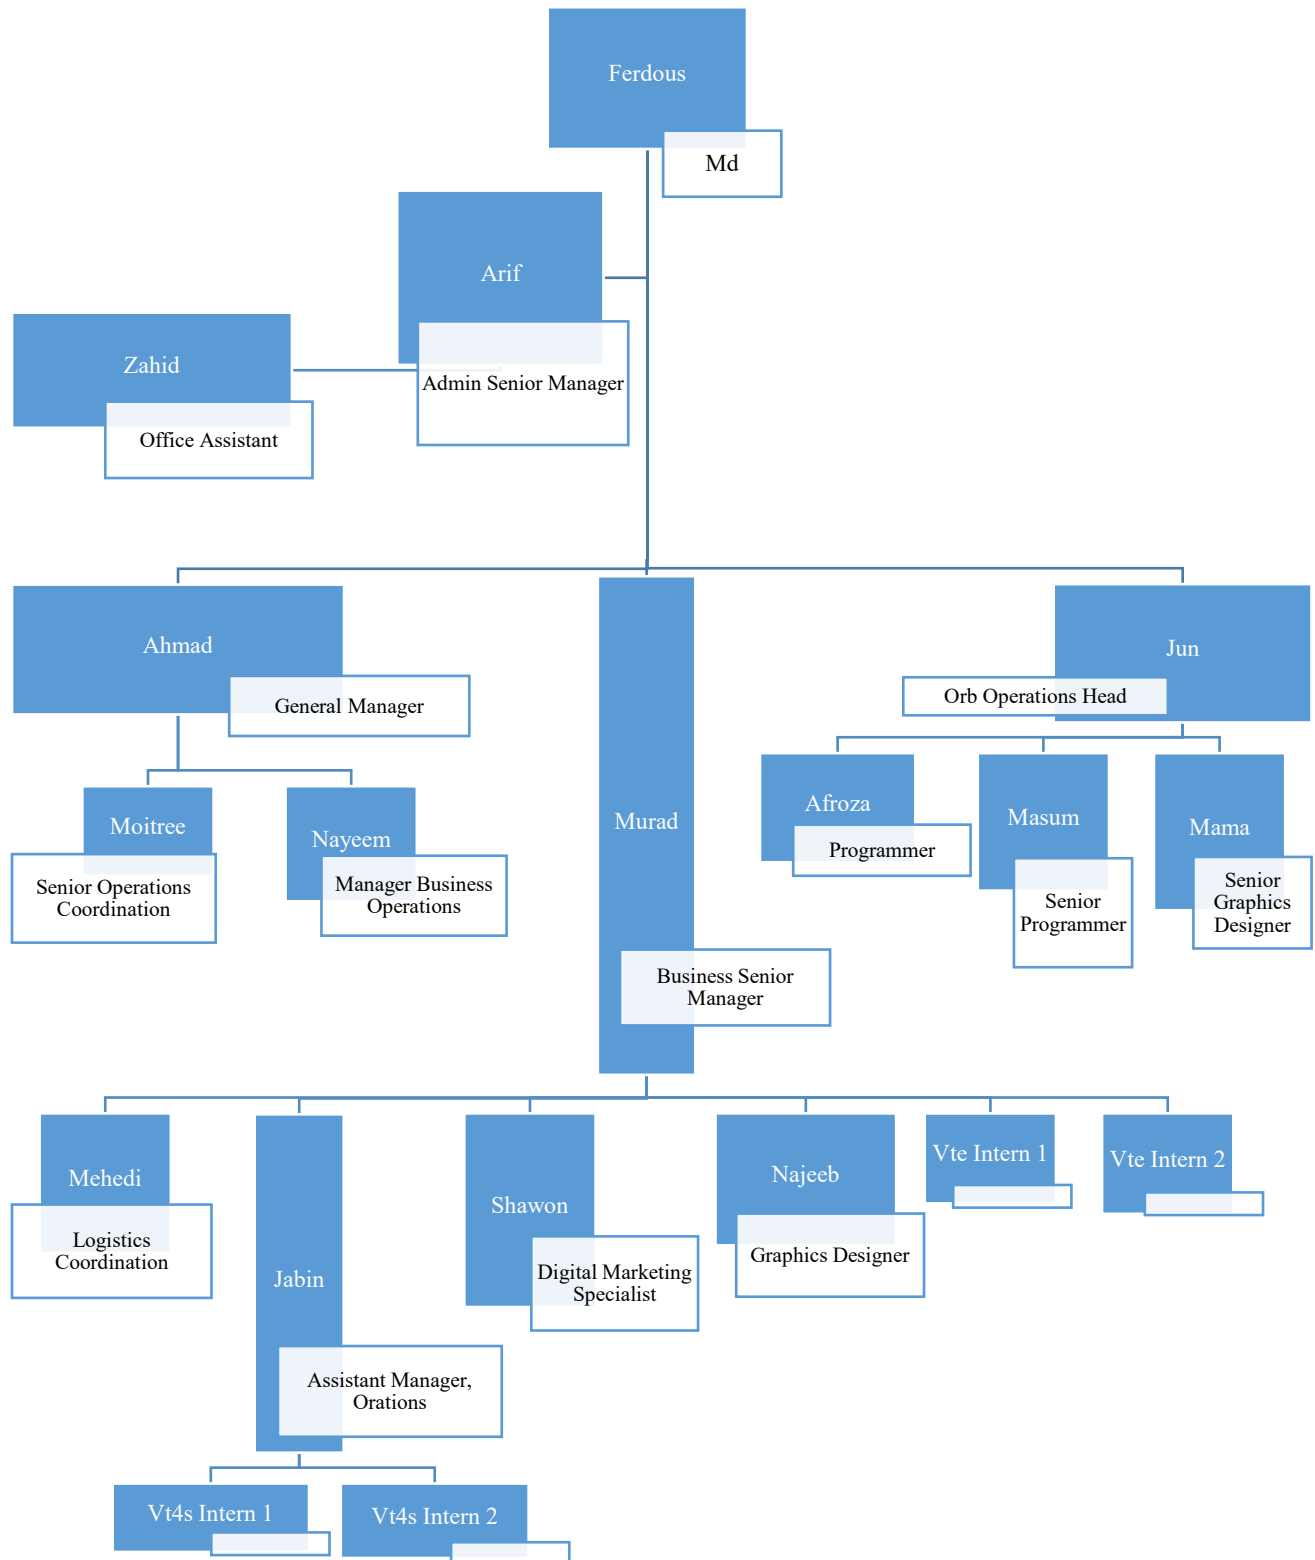 Ferdous
Md
Arif
Admin Senior Manager
Zahid
Office Assistant
Ahmad
General Manager
Moitree
Senior Operations
Coordination
Nayeem
Manager Business
Operations
Murad
Business Senior
Manager
Jun
Orb Operations Head
Afroza
Programmer
Masum
Senior
Programmer
Mama
Senior
Graphics
Designer
Mehedi
Logistics
Coordination
Jabin
Assistant Manager,
Orations
Shawon
Digital Marketing
Specialist
Najeeb
Graphics Designer
Vte Intern 1
Vte Intern 2
Vt4s Intern 1
Vt4s Intern 2